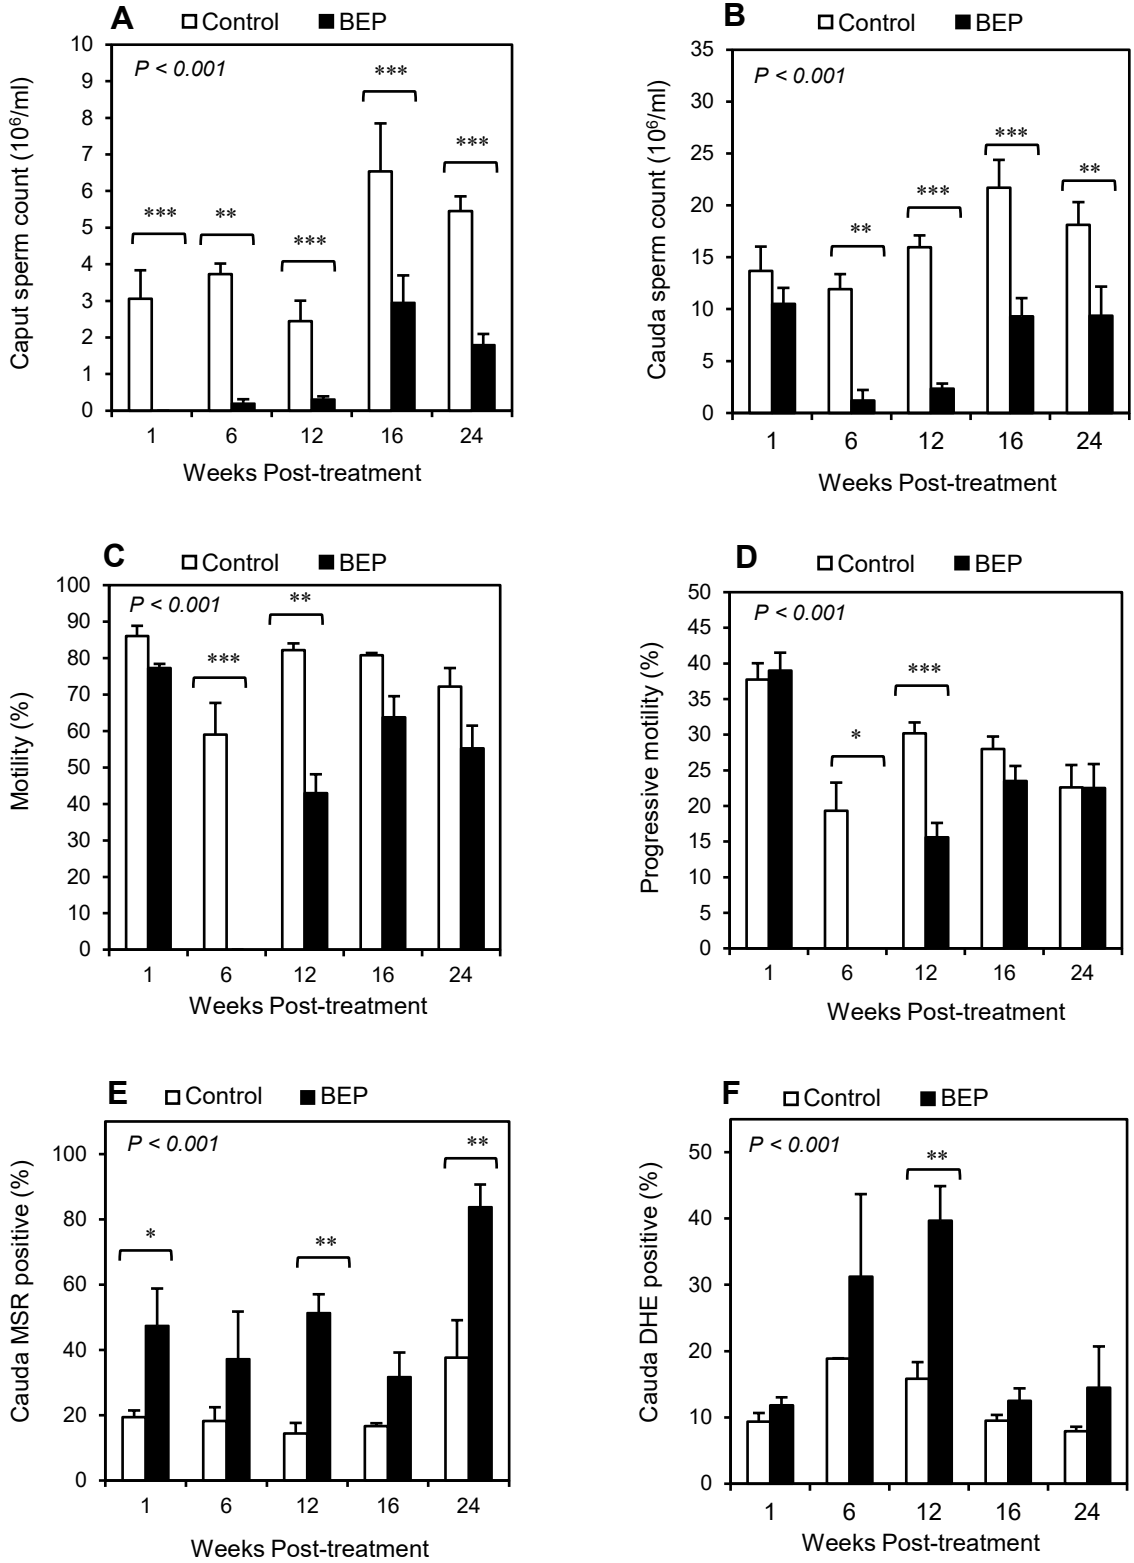 A
Control BEP
P < 0.001
Caput sperm count (10⁶/ml)
10
9
8
7
6
5
4
3
2
1
0
***
**
***
***
***
1 6 12 16 24
Weeks Post-treatment
B
Control BEP
P < 0.001
Cauda sperm count (10⁶/ml)
35
30
25
20
15
10
5
0
**
***
***
**
1 6 12 16 24
Weeks Post-treatment
C
Control BEP
P < 0.001
Motility (%)
100
90
80
70
60
50
40
30
20
10
0
***
**
1 6 12 16 24
Weeks Post-treatment
D
Control BEP
P < 0.001
Progressive motility (%)
50
45
40
35
30
25
20
15
10
5
0
*
***
1 6 12 16 24
Weeks Post-treatment
E
Control BEP
P < 0.001
Cauda MSR positive (%)
100
80
60
40
20
0
*
**
**
1 6 12 16 24
Weeks Post-treatment
F
Control BEP
P < 0.001
Cauda DHE positive (%)
50
40
30
20
10
0
**
1 6 12 16 24
Weeks Post-treatment